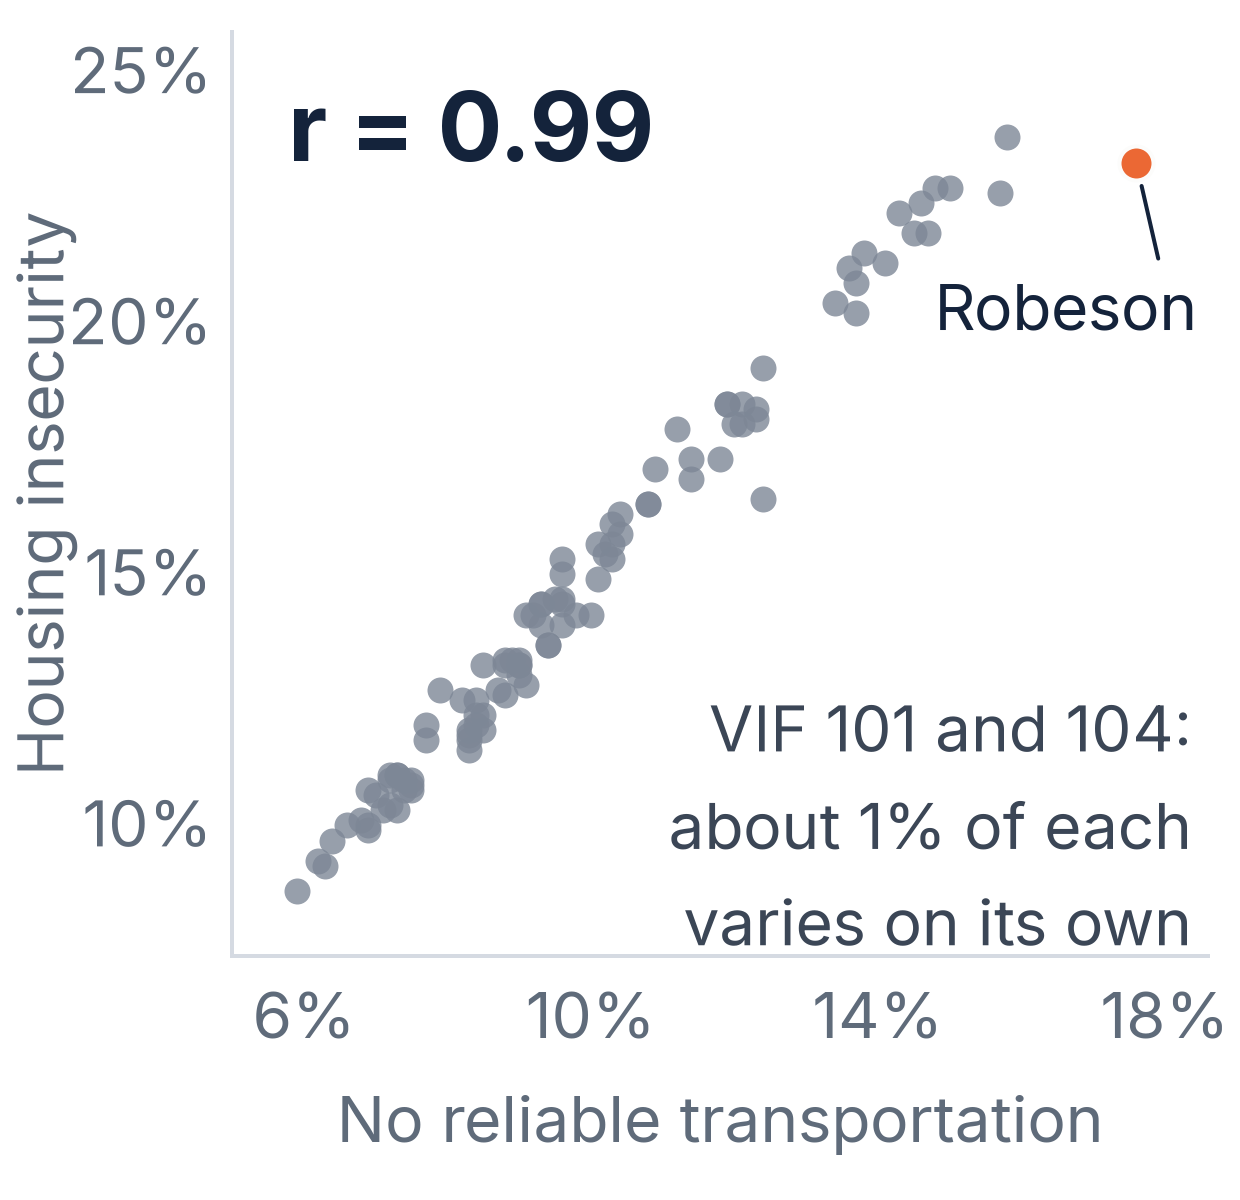 25%
r = 0.99
Housing insecurity
20%
Robeson
15%
VIF 101 and 104:
about 1% of each
varies on its own
10%
6%
10%
14%
18%
No reliable transportation